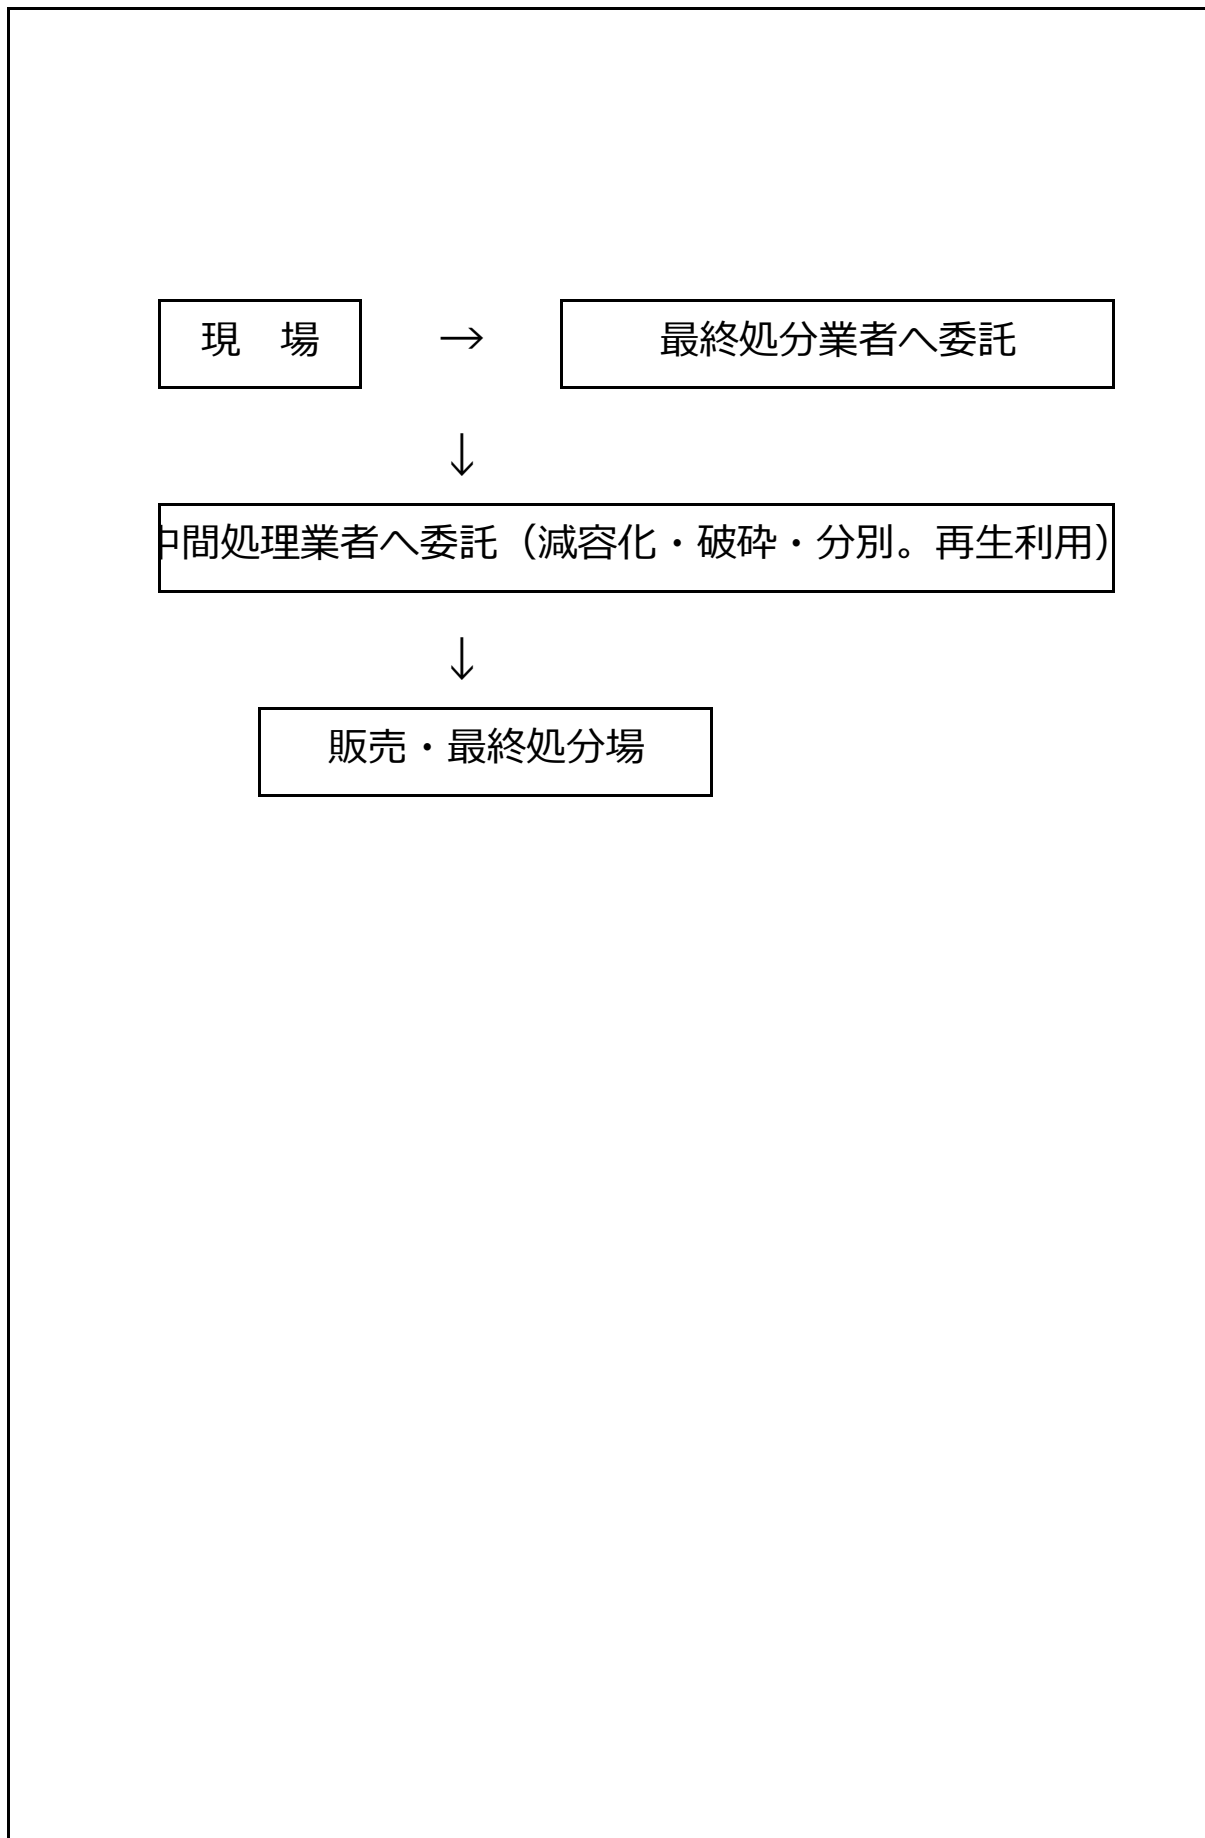 現　場 → 最終処分業者へ委託
↓
中間処理業者へ委託（減容化・破砕・分別。再生利用）
↓
販売・最終処分場